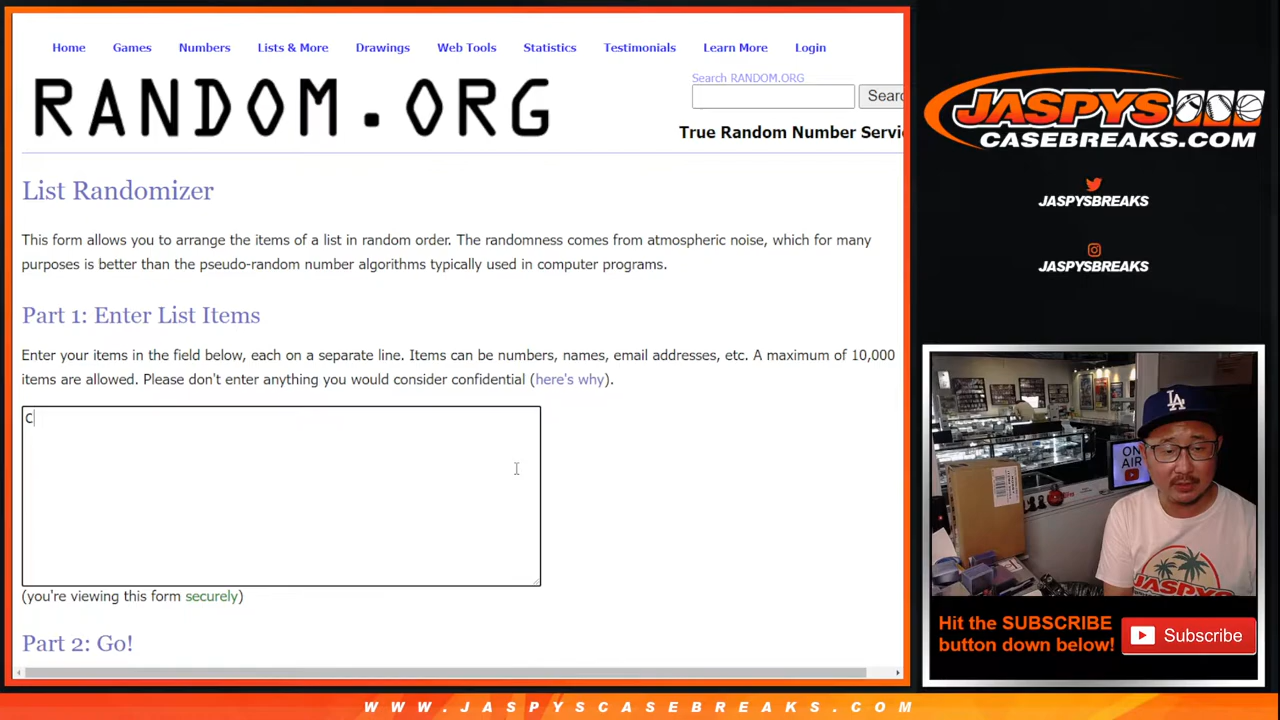 Home Games Numbers Lists & More Drawings Web Tools Statistics Testimonials Learn More Login
RANDOM.ORG
Search RANDOM.ORG
Searc
True Random Number Servi
List Randomizer
This form allows you to arrange the items of a list in random order. The randomness comes from atmospheric noise, which for many
purposes is better than the pseudo-random number algorithms typically used in computer programs.
Part 1: Enter List Items
Enter your items in the field below, each on a separate line. Items can be numbers, names, email addresses, etc. A maximum of 10,000
items are allowed. Please don't enter anything you would consider confidential (here's why).
C
(you're viewing this form securely)
Part 2: Go!
JASPYS
CASEBREAKS.COM
JASPYSBREAKS
JASPYSBREAKS
LA
ON
AIR
JASPYS
Hit the SUBSCRIBE
button down below!
Subscribe
WWW.JASPYSCASEBREAKS.COM